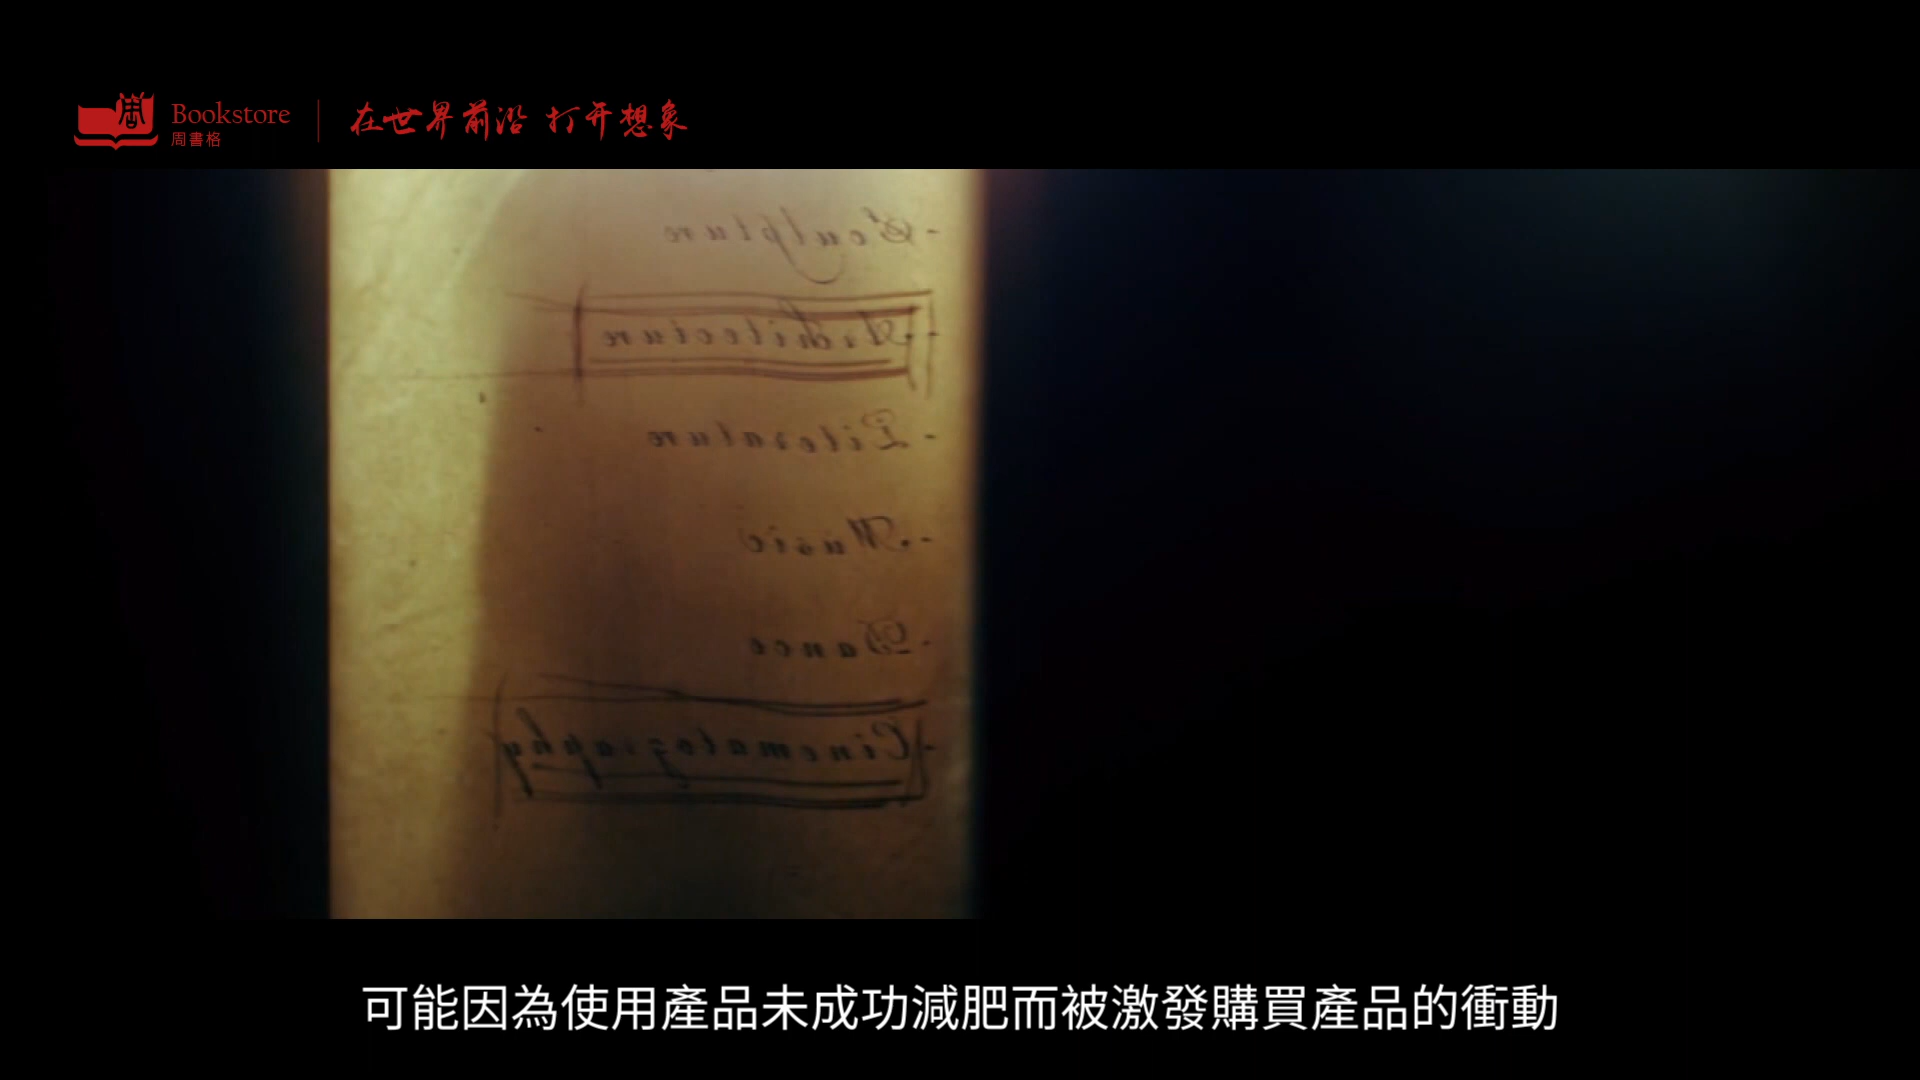 周
Bookstore
周書格
在世界前沿 打开想象
- Sculpture
- Architecture
- Literature
- Music
- Dance
- Cinematography
可能因為使用產品未成功減肥而被激發購買產品的衝動